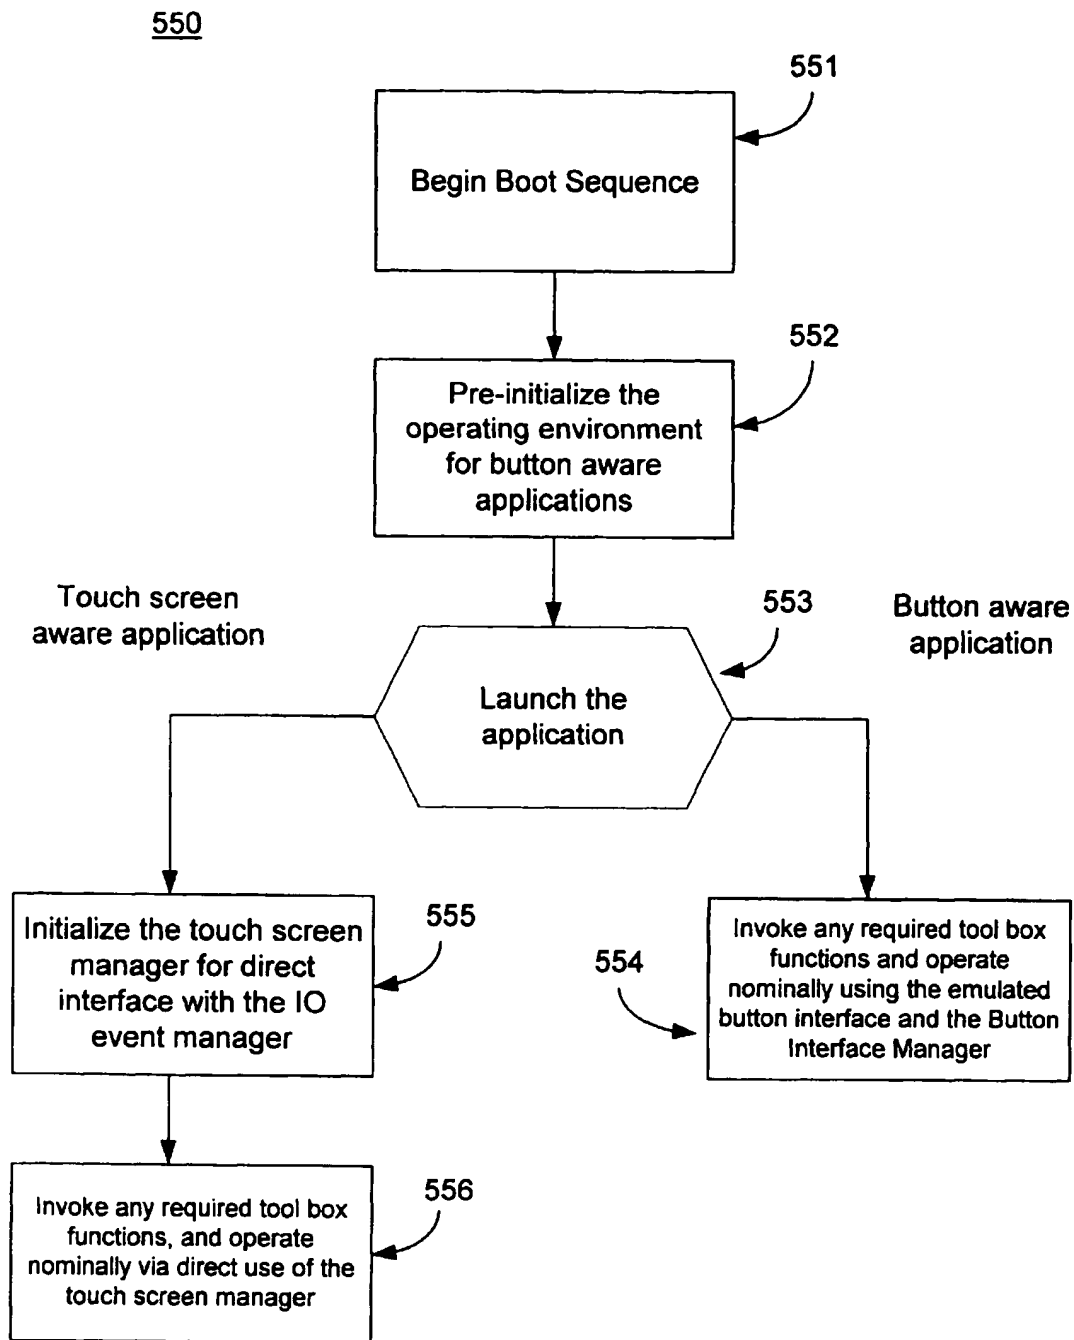 550
551
Begin Boot Sequence
552
Pre-initialize the
operating environment
for button aware
applications
Touch screen
aware application
553
Button aware
application
Launch the
application
Initialize the touch screen
manager for direct
interface with the IO
event manager
555
554
Invoke any required tool box
functions and operate
nominally using the emulated
button interface and the Button
Interface Manager
Invoke any required tool box
functions, and operate
nominally via direct use of the
touch screen manager
556